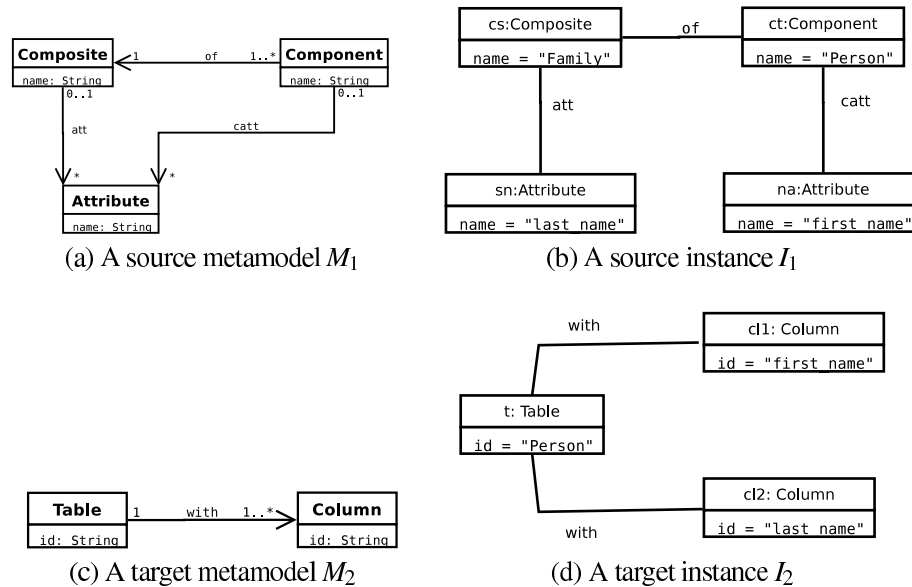 Composite
name: String
1
of
1..*
Component
name: String
0..1
0..1
att
catt
*
*
Attribute
name: String
(a) A source metamodel M1
cs:Composite
name = "Family"
of
ct:Component
name = "Person"
att
catt
sn:Attribute
name = "last_name"
na:Attribute
name = "first_name"
(b) A source instance I1
Table
id: String
1
with
1..*
Column
id: String
(c) A target metamodel M2
with
cl1: Column
id = "first_name"
t: Table
id = "Person"
cl2: Column
id = "last_name"
with
(d) A target instance I2